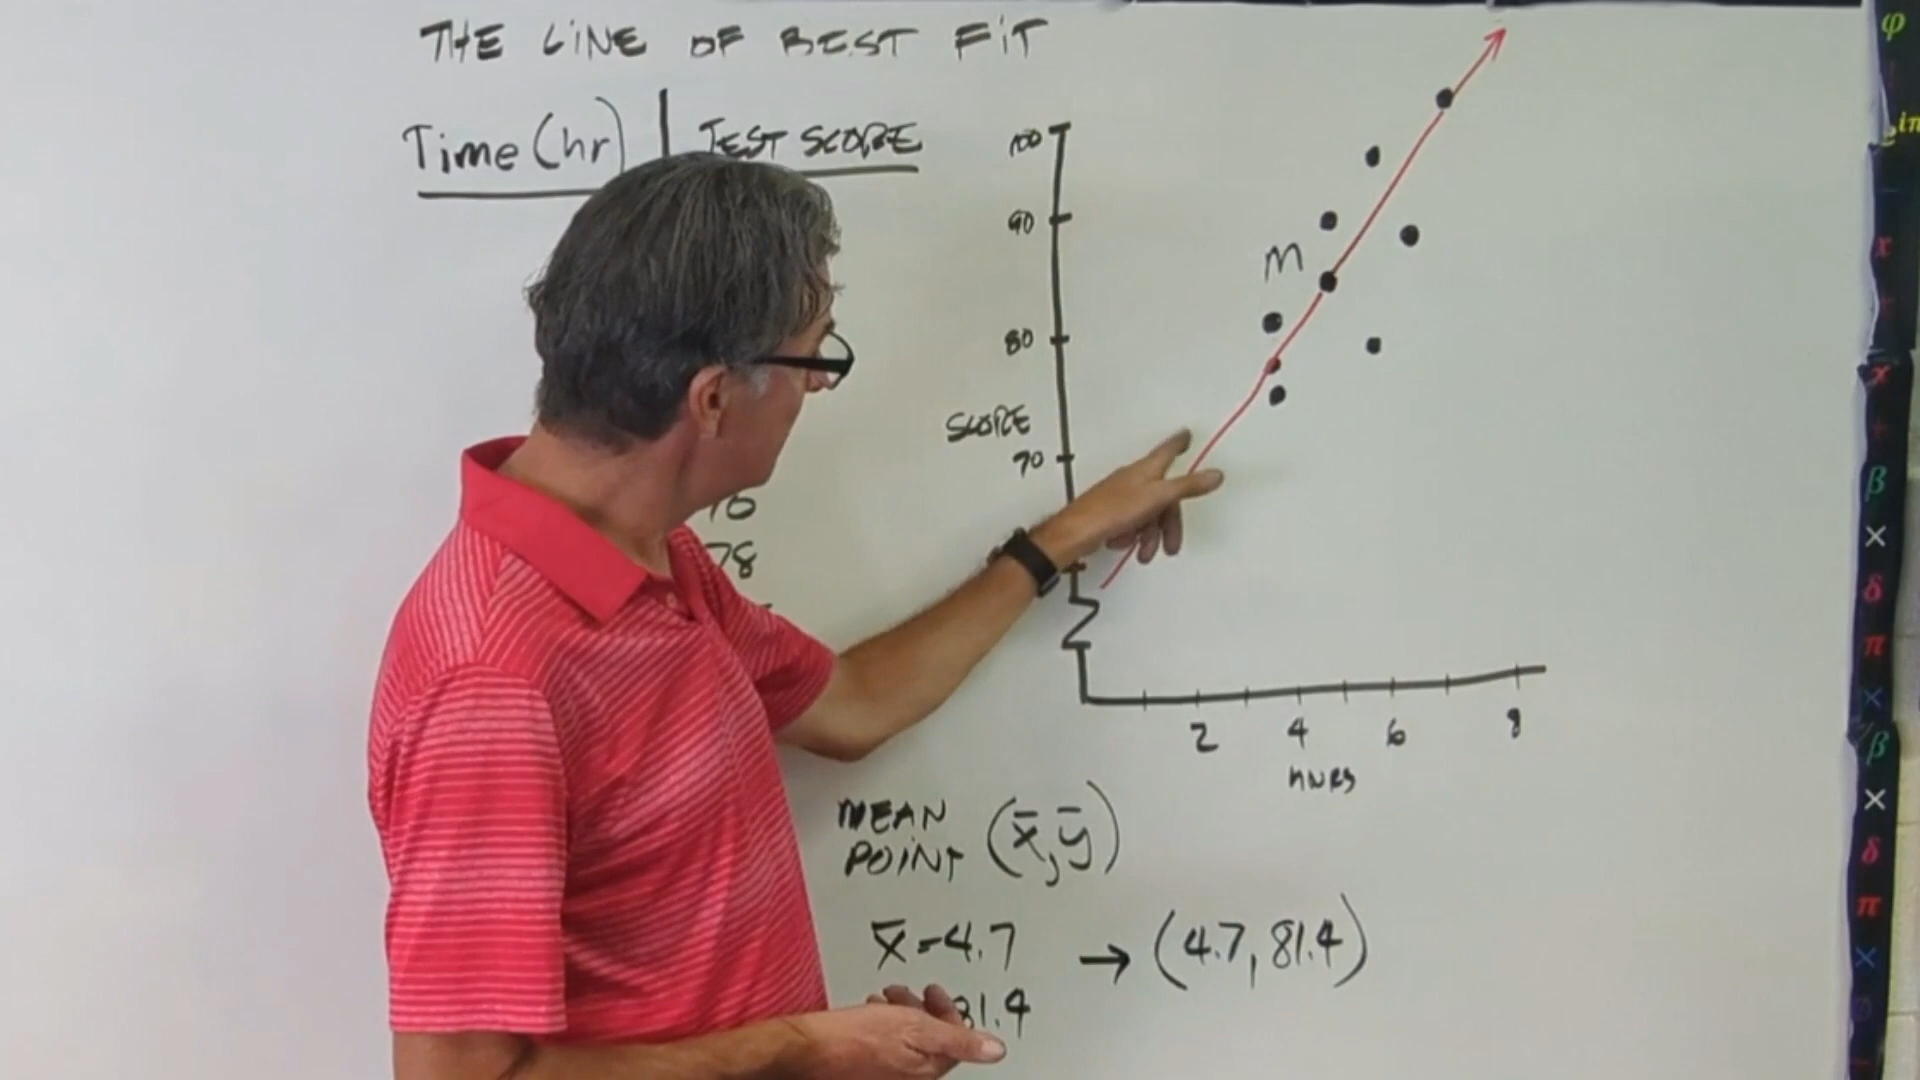 THE LINE OF BEST FIT
Time (hr) | TEST SCORE
78
100
90
M
80
SCORE
70
2 4 6 8
HOURS
MEAN
POINT (x̄, ȳ)
x̄ = 4.7 → (4.7, 81.4)
81.4
φ
x
x̄
β
×
δ
π
×
β
×
δ
π
×